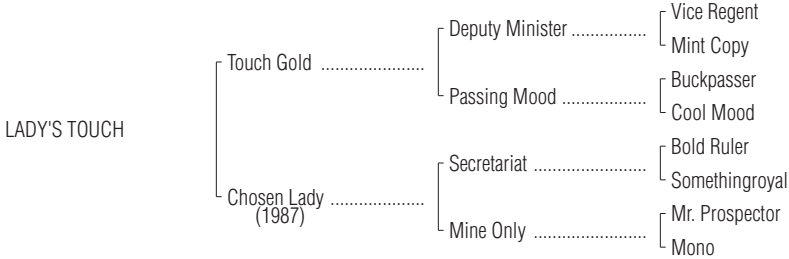 Vice Regent
Deputy Minister ................
Mint Copy
Touch Gold ......................
Buckpasser
Passing Mood ..................
Cool Mood
LADY'S TOUCH
Bold Ruler
Secretariat ........................
Somethingroyal
Chosen Lady ....................
(1987)
Mr. Prospector
Mine Only ........................
Mono